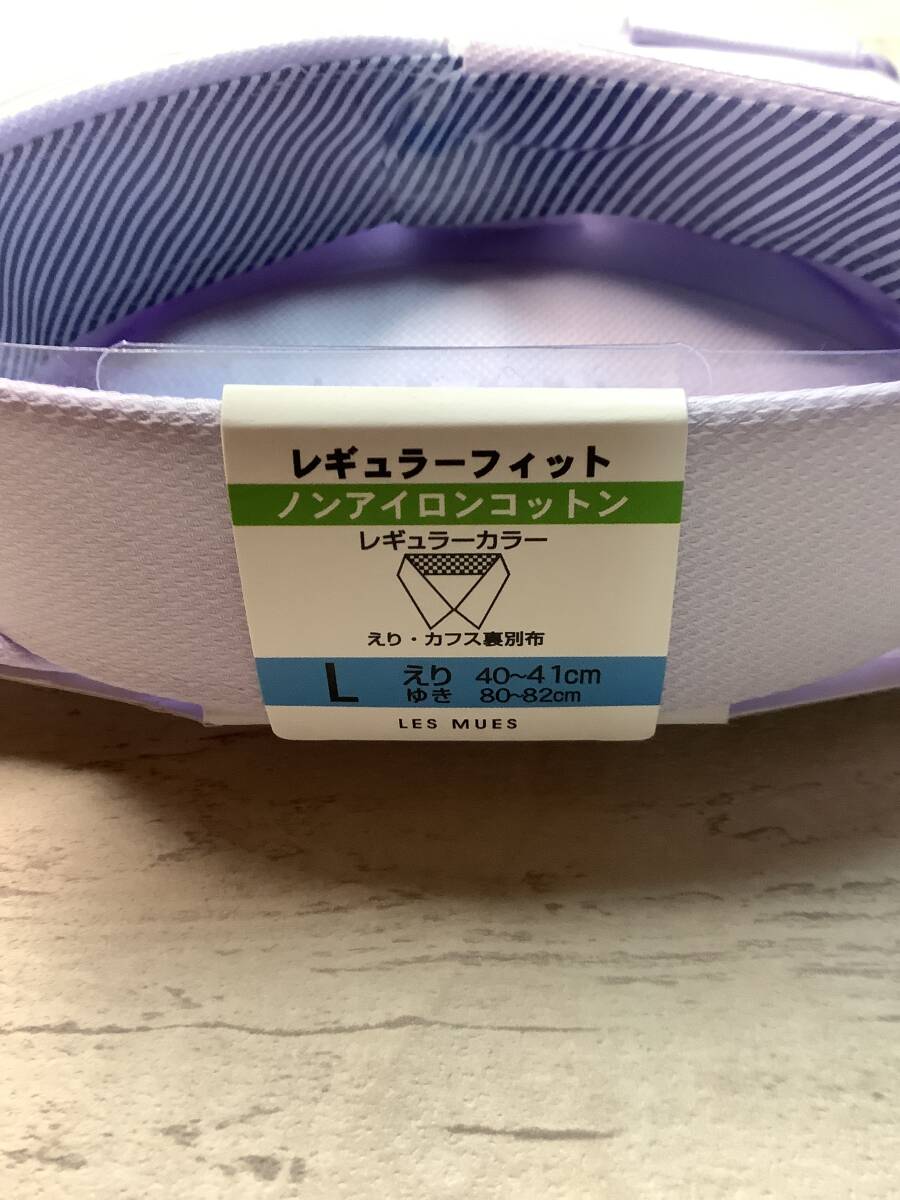 レギュラーフィット
ノンアイロンコットン
レギュラーカラー
えり・カフス裏別布
L えり 40~41cm
ゆき 80~82cm
LES MUES